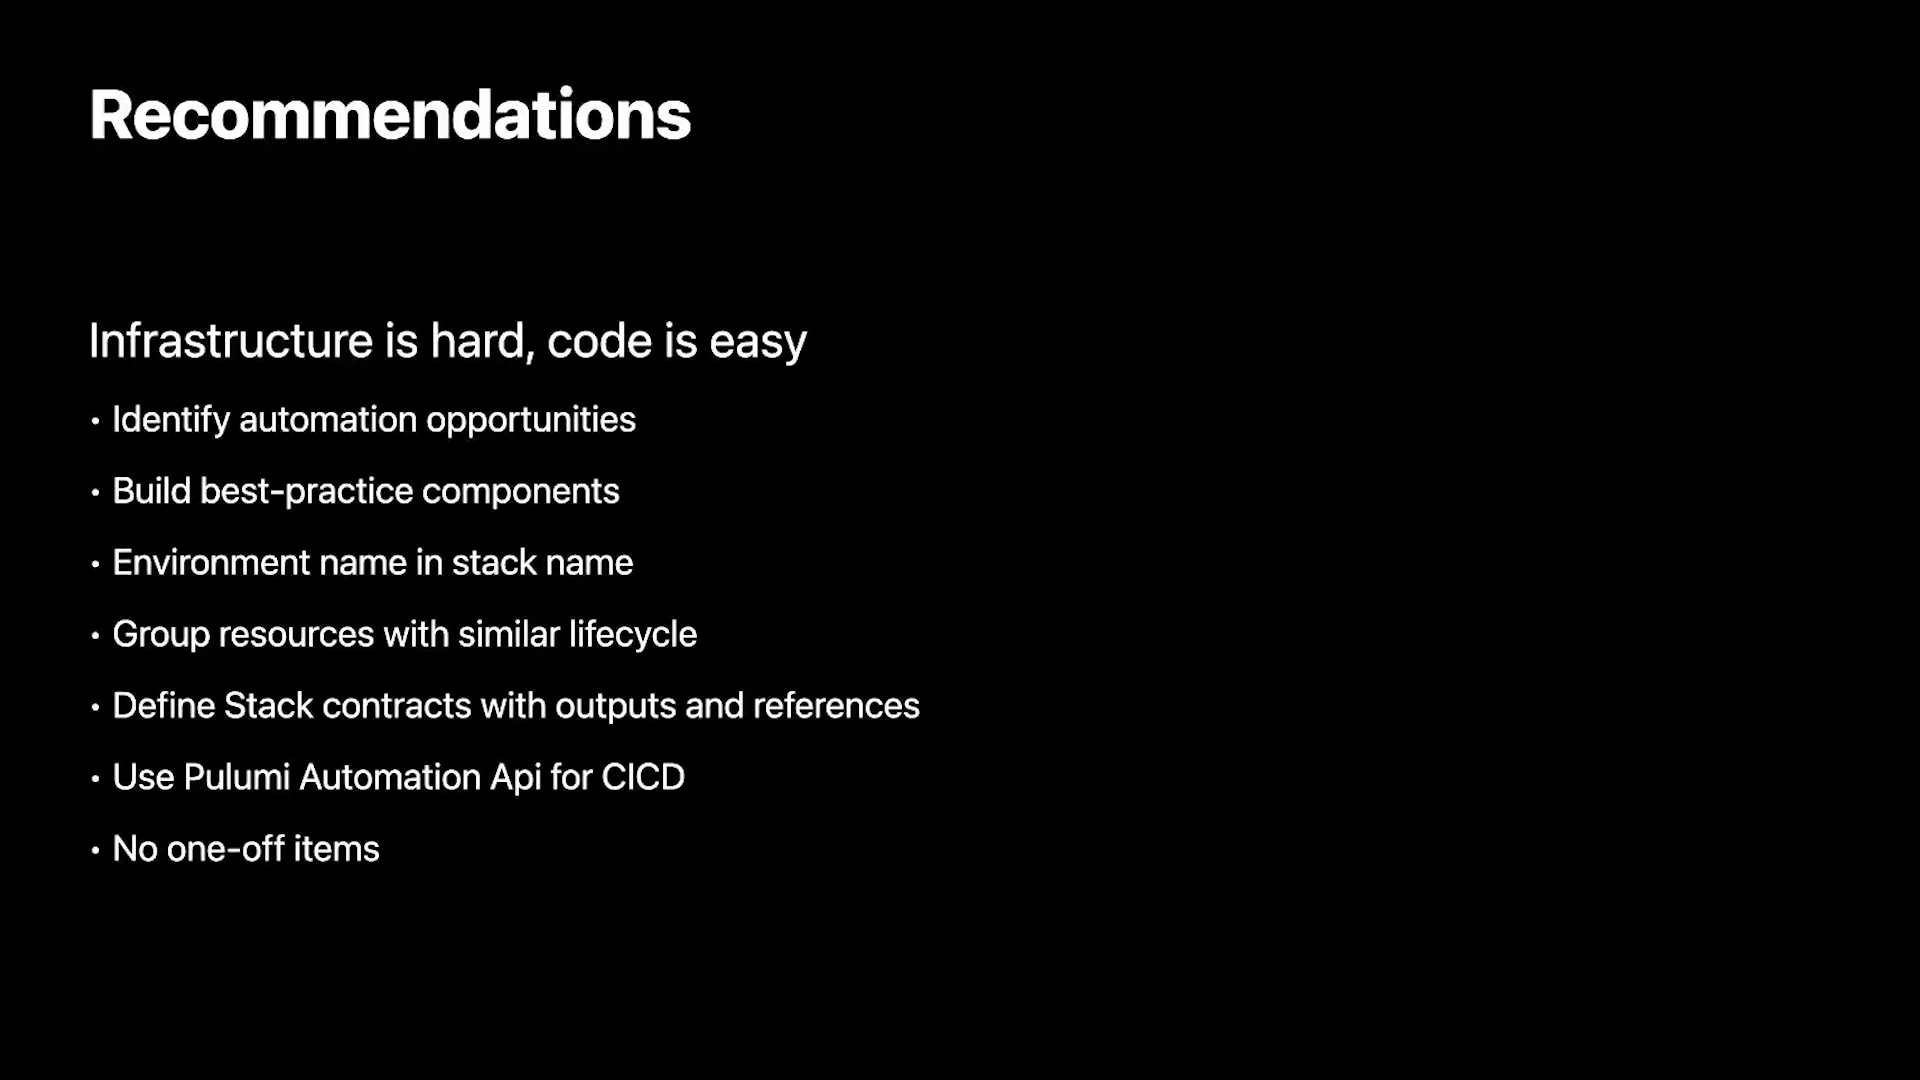 Recommendations
Infrastructure is hard, code is easy
• Identify automation opportunities
• Build best-practice components
• Environment name in stack name
• Group resources with similar lifecycle
• Define Stack contracts with outputs and references
• Use Pulumi Automation Api for CICD
• No one-off items